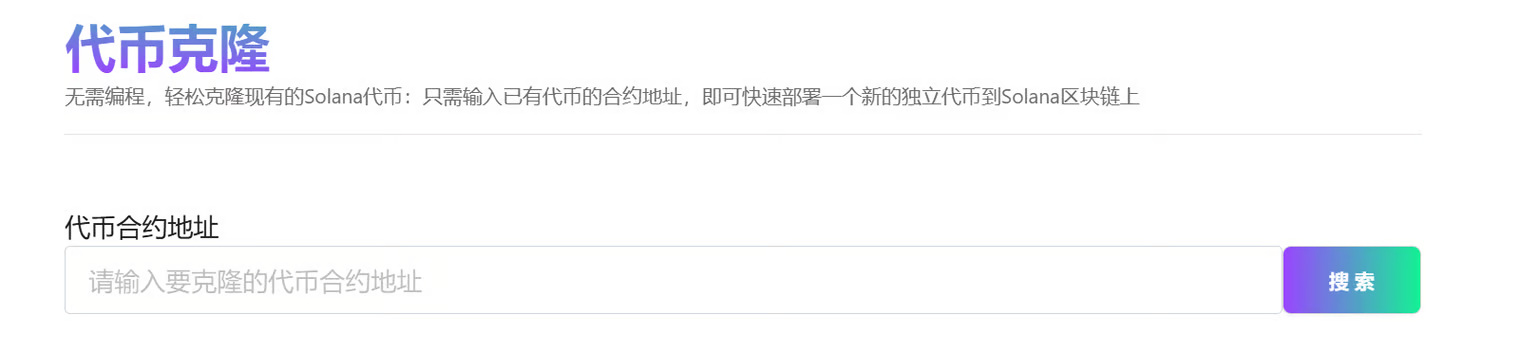 代币克隆
无需编程，轻松克隆现有的Solana代币：只需输入已有代币的合约地址，即可快速部署一个新的独立代币到Solana区块链上
代币合约地址
请输入要克隆的代币合约地址
搜 索